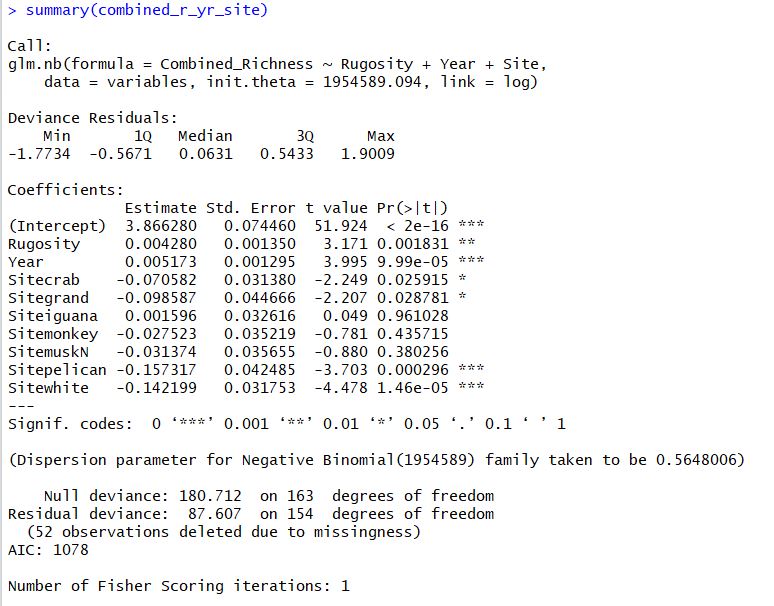 > summary(combined_r_yr_site)
Call:
glm.nb(formula = Combined_Richness ~ Rugosity + Year + Site,
data = variables, init.theta = 1954589.094, link = log)
Deviance Residuals:
Min 1Q Median 3Q Max
-1.7734 -0.5671 0.0631 0.5433 1.9009
Coefficients:
Estimate Std. Error t value Pr(>|t|)
(Intercept) 3.866280 0.074460 51.924 < 2e-16 ***
Rugosity 0.004280 0.001350 3.171 0.001831 **
Year 0.005173 0.001295 3.995 9.99e-05 ***
Sitecrab -0.070582 0.031380 -2.249 0.025915 *
Sitegrand -0.098587 0.044666 -2.207 0.028781 *
Siteiguana 0.001596 0.032616 0.049 0.961028
Sitemonkey -0.027523 0.035219 -0.781 0.435715
SitemuskN -0.031374 0.035655 -0.880 0.380256
Sitepelican -0.157317 0.042485 -3.703 0.000296 ***
Sitewhite -0.142199 0.031753 -4.478 1.46e-05 ***
---
Signif. codes: 0 ‘***’ 0.001 ‘**’ 0.01 ‘*’ 0.05 ‘.’ 0.1 ‘ ’ 1
(Dispersion parameter for Negative Binomial(1954589) family taken to be 0.5648006)
Null deviance: 180.712 on 163 degrees of freedom
Residual deviance: 87.607 on 154 degrees of freedom
(52 observations deleted due to missingness)
AIC: 1078
Number of Fisher Scoring iterations: 1